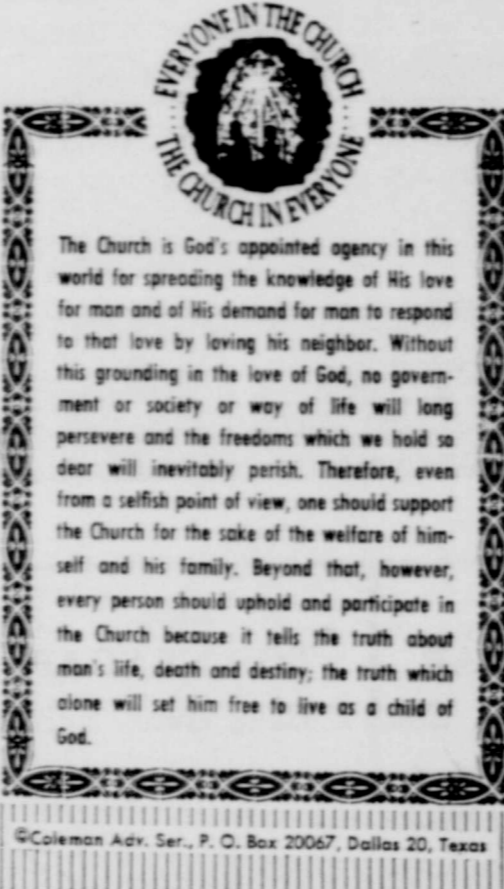 EVERYONE IN THE CHURCH
THE CHURCH IN EVERYONE
The Church is God's appointed agency in this
world for spreading the knowledge of His love
for man and of His demand for man to respond
to that love by loving his neighbor. Without
this grounding in the love of God, no govern-
ment or society or way of life will long
persevere and the freedoms which we hold so
dear will inevitably perish. Therefore, even
from a selfish point of view, one should support
the Church for the sake of the welfare of him-
self and his family. Beyond that, however,
every person should uphold and participate in
the Church because it tells the truth about
man's life, death and destiny; the truth which
alone will set him free to live as a child of
God.
©Coleman Adv. Ser., P. O. Box 20067, Dallas 20, Texas